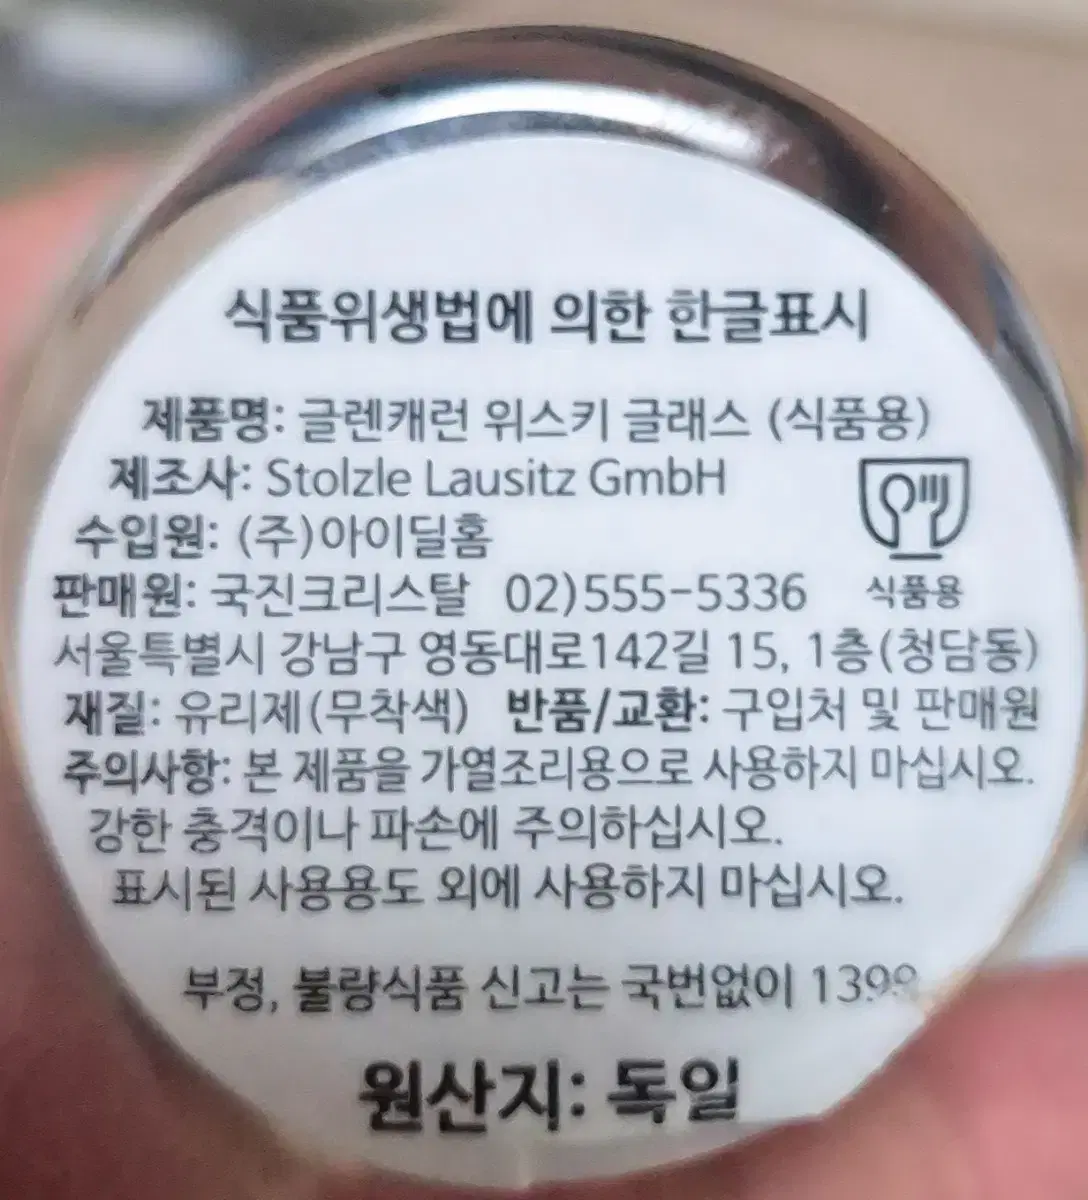 식품위생법에 의한 한글표시
제품명: 글렌캐런 위스키 글래스 (식품용)
제조사: Stolzle Lausitz GmbH
수입원: (주)아이딜홈
판매원: 국진크리스탈 02)555-5336
식품용
서울특별시 강남구 영동대로142길 15, 1층(청담동)
재질: 유리제(무착색) 반품/교환: 구입처 및 판매원
주의사항: 본 제품을 가열조리용으로 사용하지 마십시오.
강한 충격이나 파손에 주의하십시오.
표시된 사용용도 외에 사용하지 마십시오.
부정, 불량식품 신고는 국번없이 1399
원산지: 독일